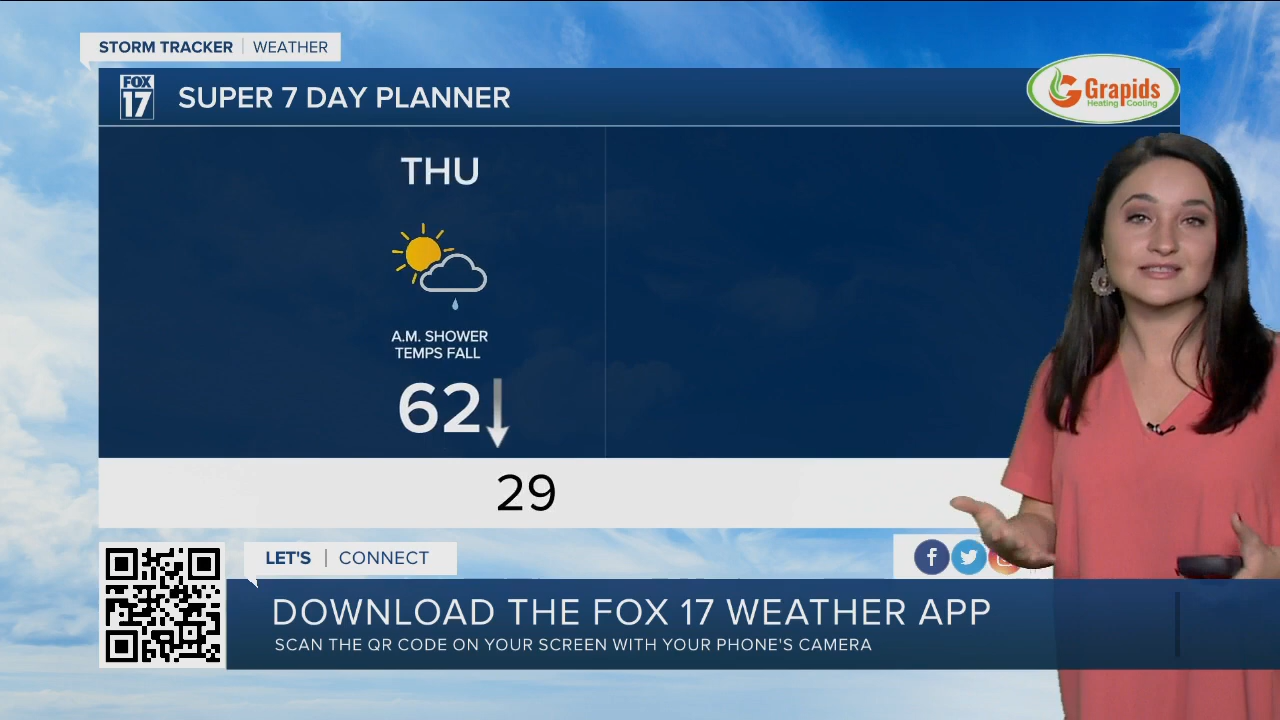 STORM TRACKER | WEATHER
FOX 17
SUPER 7 DAY PLANNER
Grapids
Heating Cooling
THU
A.M. SHOWER
TEMPS FALL
62
29
LET'S | CONNECT
DOWNLOAD THE FOX 17 WEATHER APP
SCAN THE QR CODE ON YOUR SCREEN WITH YOUR PHONE'S CAMERA